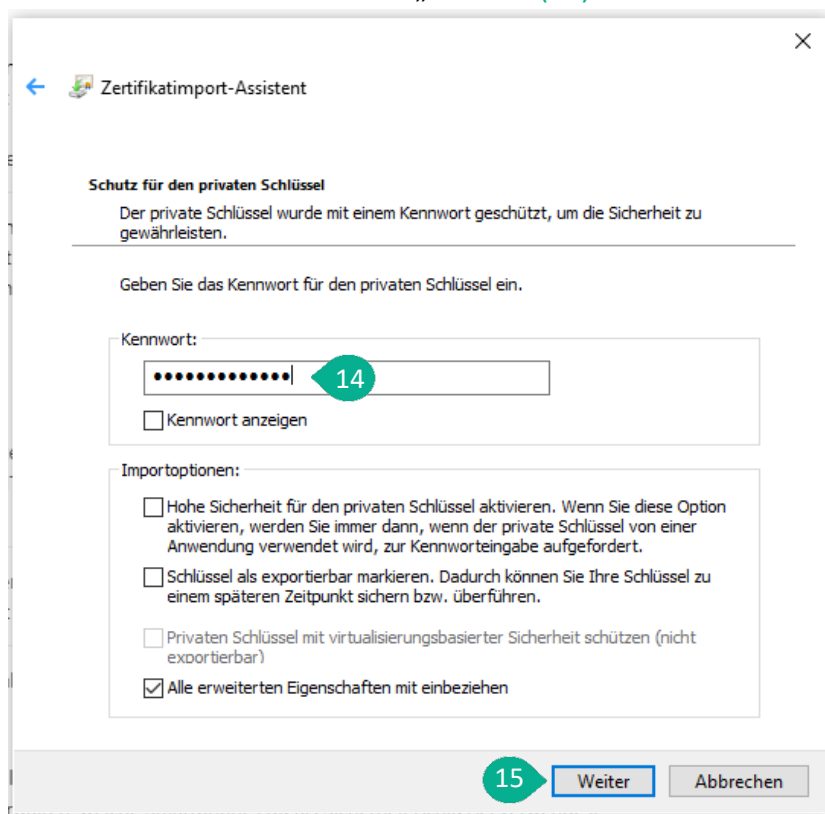 Zertifikatimport-Assistent
Schutz für den privaten Schlüssel
Der private Schlüssel wurde mit einem Kennwort geschützt, um die Sicherheit zu
gewährleisten.
Geben Sie das Kennwort für den privaten Schlüssel ein.
Kennwort:
•••••••••••••
14
Kennwort anzeigen
Importoptionen:
Hohe Sicherheit für den privaten Schlüssel aktivieren. Wenn Sie diese Option
aktivieren, werden Sie immer dann, wenn der private Schlüssel von einer
Anwendung verwendet wird, zur Kennworteingabe aufgefordert.
Schlüssel als exportierbar markieren. Dadurch können Sie Ihre Schlüssel zu
einem späteren Zeitpunkt sichern bzw. überführen.
Privaten Schlüssel mit virtualisierungsbasierter Sicherheit schützen (nicht
exportierbar)
Alle erweiterten Eigenschaften mit einbeziehen
15
Weiter
Abbrechen